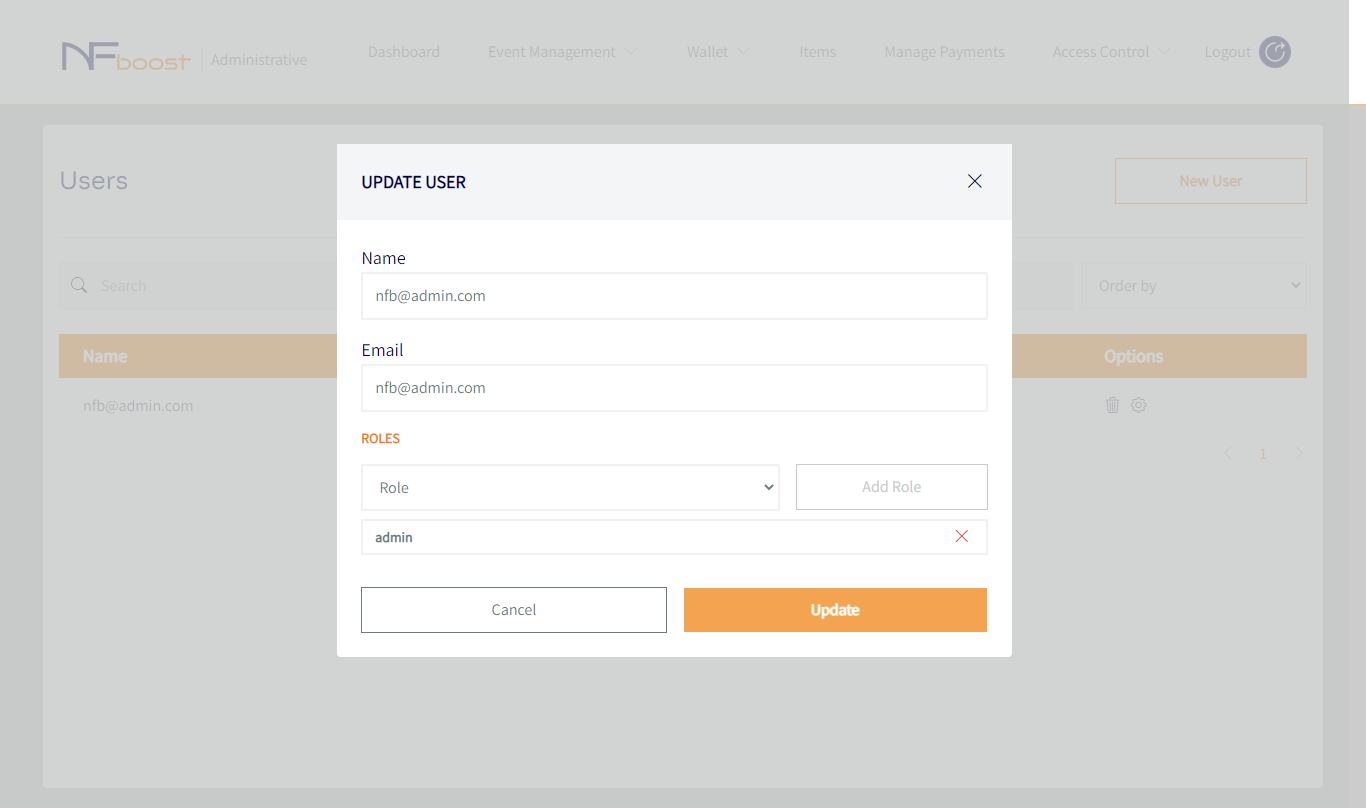 NFboost Administrative Dashboard Event Management Wallet Items Manage Payments Access Control Logout
Users
New User
Search
Order by
Name
Options
nfb@admin.com
1
UPDATE USER
Name
nfb@admin.com
Email
nfb@admin.com
ROLES
Role
Add Role
admin
Cancel
Update